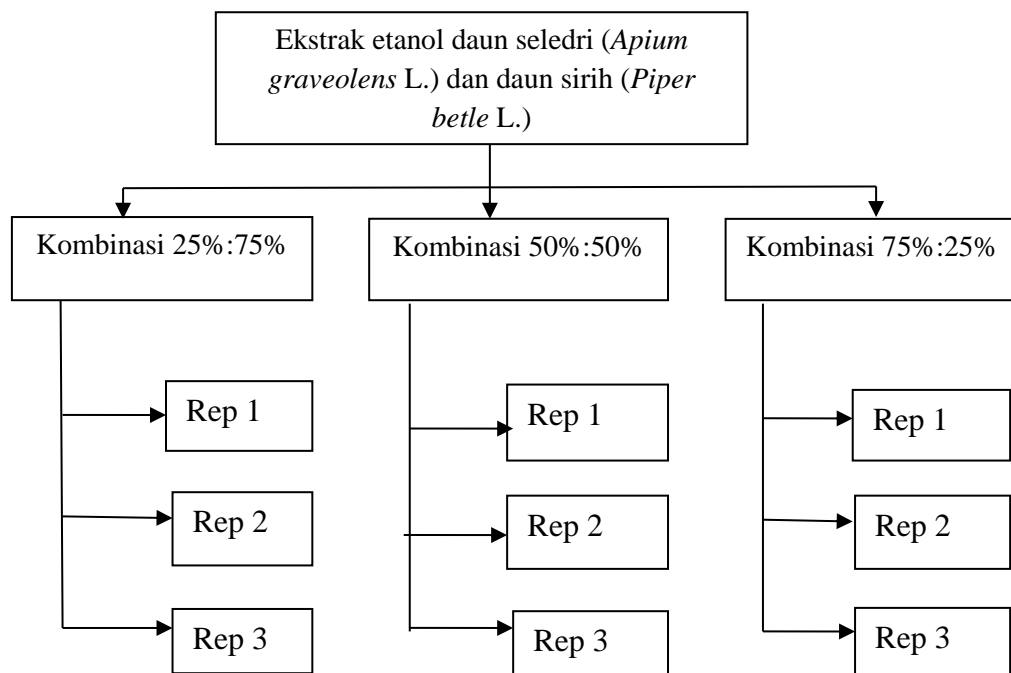 Ekstrak etanol daun seledri (Apium
graveolens L.) dan daun sirih (Piper
betle L.)
Kombinasi 25%:75%
Kombinasi 50%:50%
Kombinasi 75%:25%
Rep 1
Rep 1
Rep 1
Rep 2
Rep 2
Rep 2
Rep 3
Rep 3
Rep 3